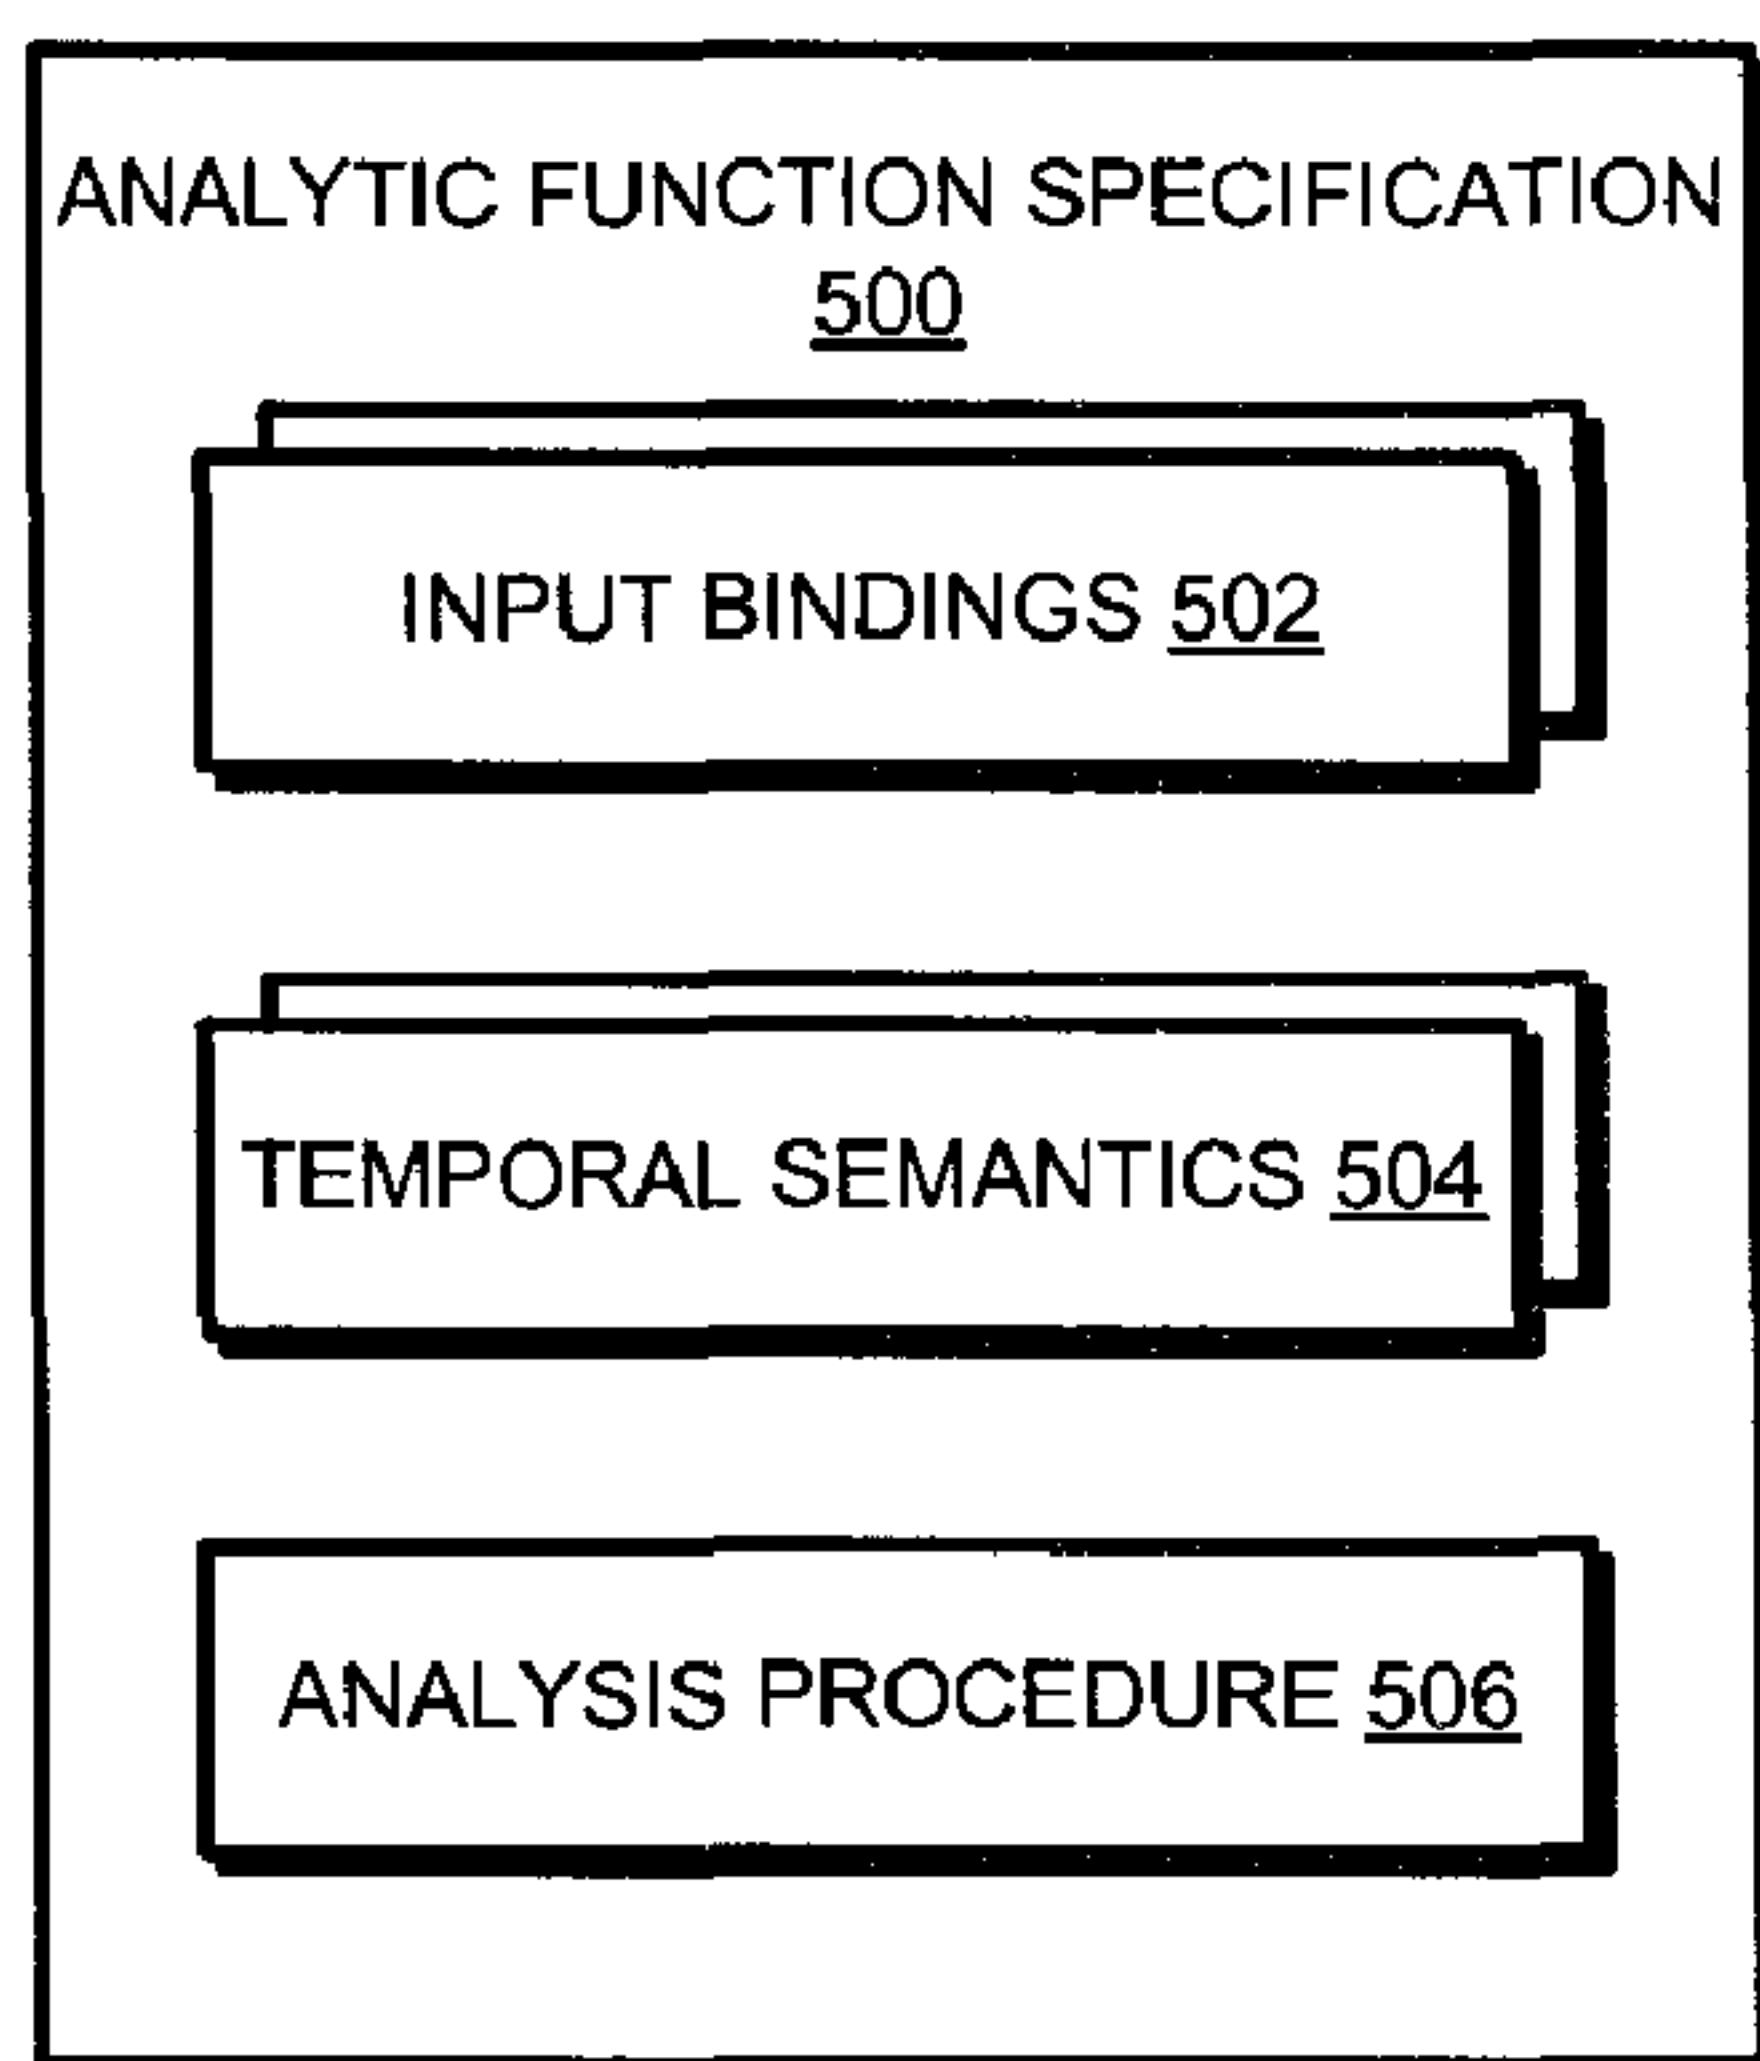 ANALYTIC FUNCTION SPECIFICATION
500
INPUT BINDINGS 502
TEMPORAL SEMANTICS 504
ANALYSIS PROCEDURE 506